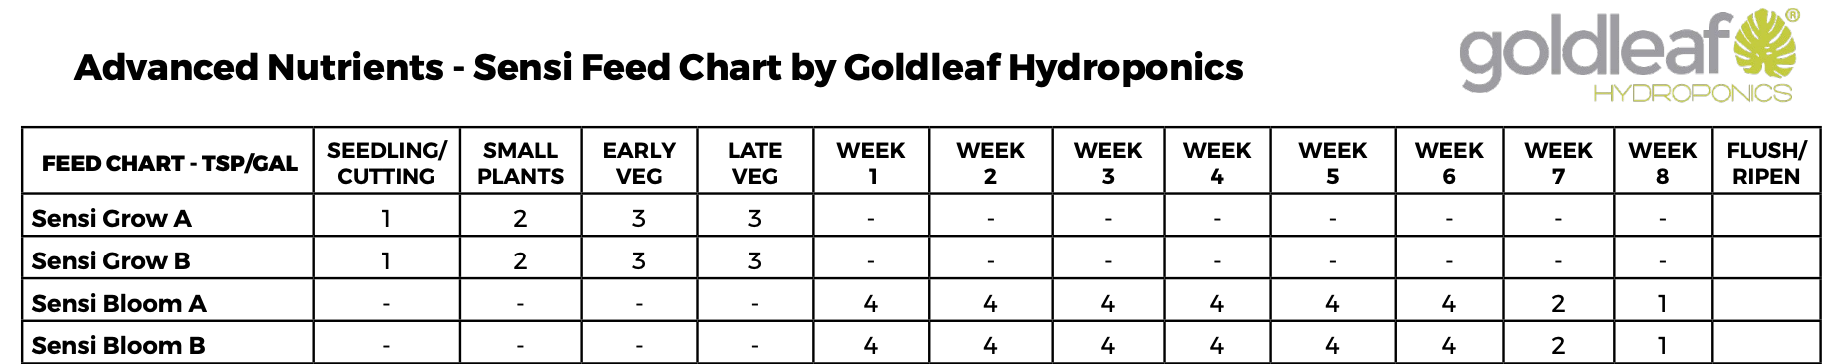 Advanced Nutrients - Sensi Feed Chart by Goldleaf Hydroponics
goldleaf®
HYDROPONICS
FEED CHART - TSP/GAL SEEDLING/ CUTTING SMALL PLANTS EARLY VEG LATE VEG WEEK 1 WEEK 2 WEEK 3 WEEK 4 WEEK 5 WEEK 6 WEEK 7 WEEK 8 FLUSH/ RIPEN
Sensi Grow A 1 2 3 3 - - - - - - - -
Sensi Grow B 1 2 3 3 - - - - - - - -
Sensi Bloom A - - - - 4 4 4 4 4 4 2 1
Sensi Bloom B - - - - 4 4 4 4 4 4 2 1